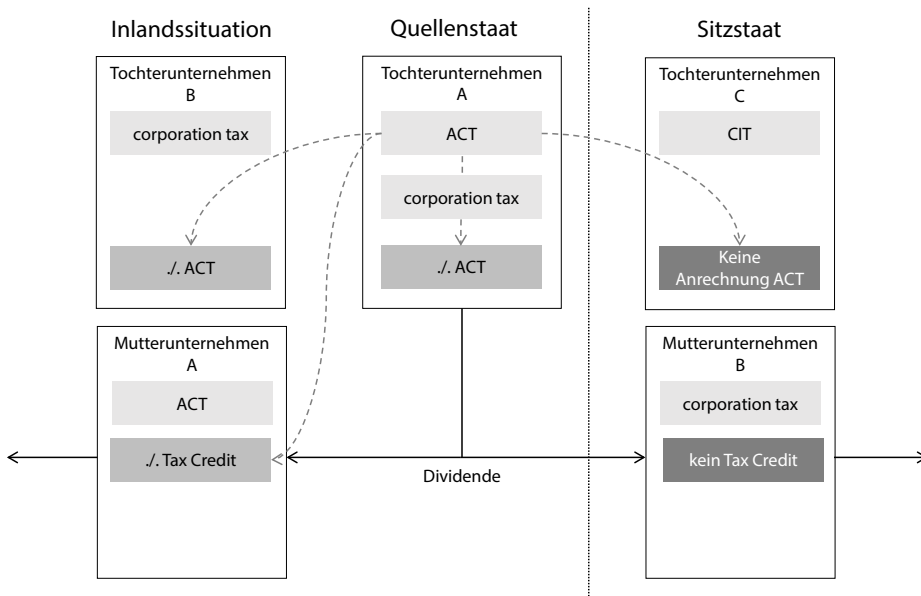 Inlandssituation
Quellenstaat
Sitzstaat
Tochterunternehmen
B
corporation tax
./. ACT
Tochterunternehmen
A
ACT
corporation tax
./. ACT
Tochterunternehmen
C
CIT
Keine
Anrechnung ACT
Mutterunternehmen
A
ACT
./. Tax Credit
Dividende
Mutterunternehmen
B
corporation tax
kein Tax Credit